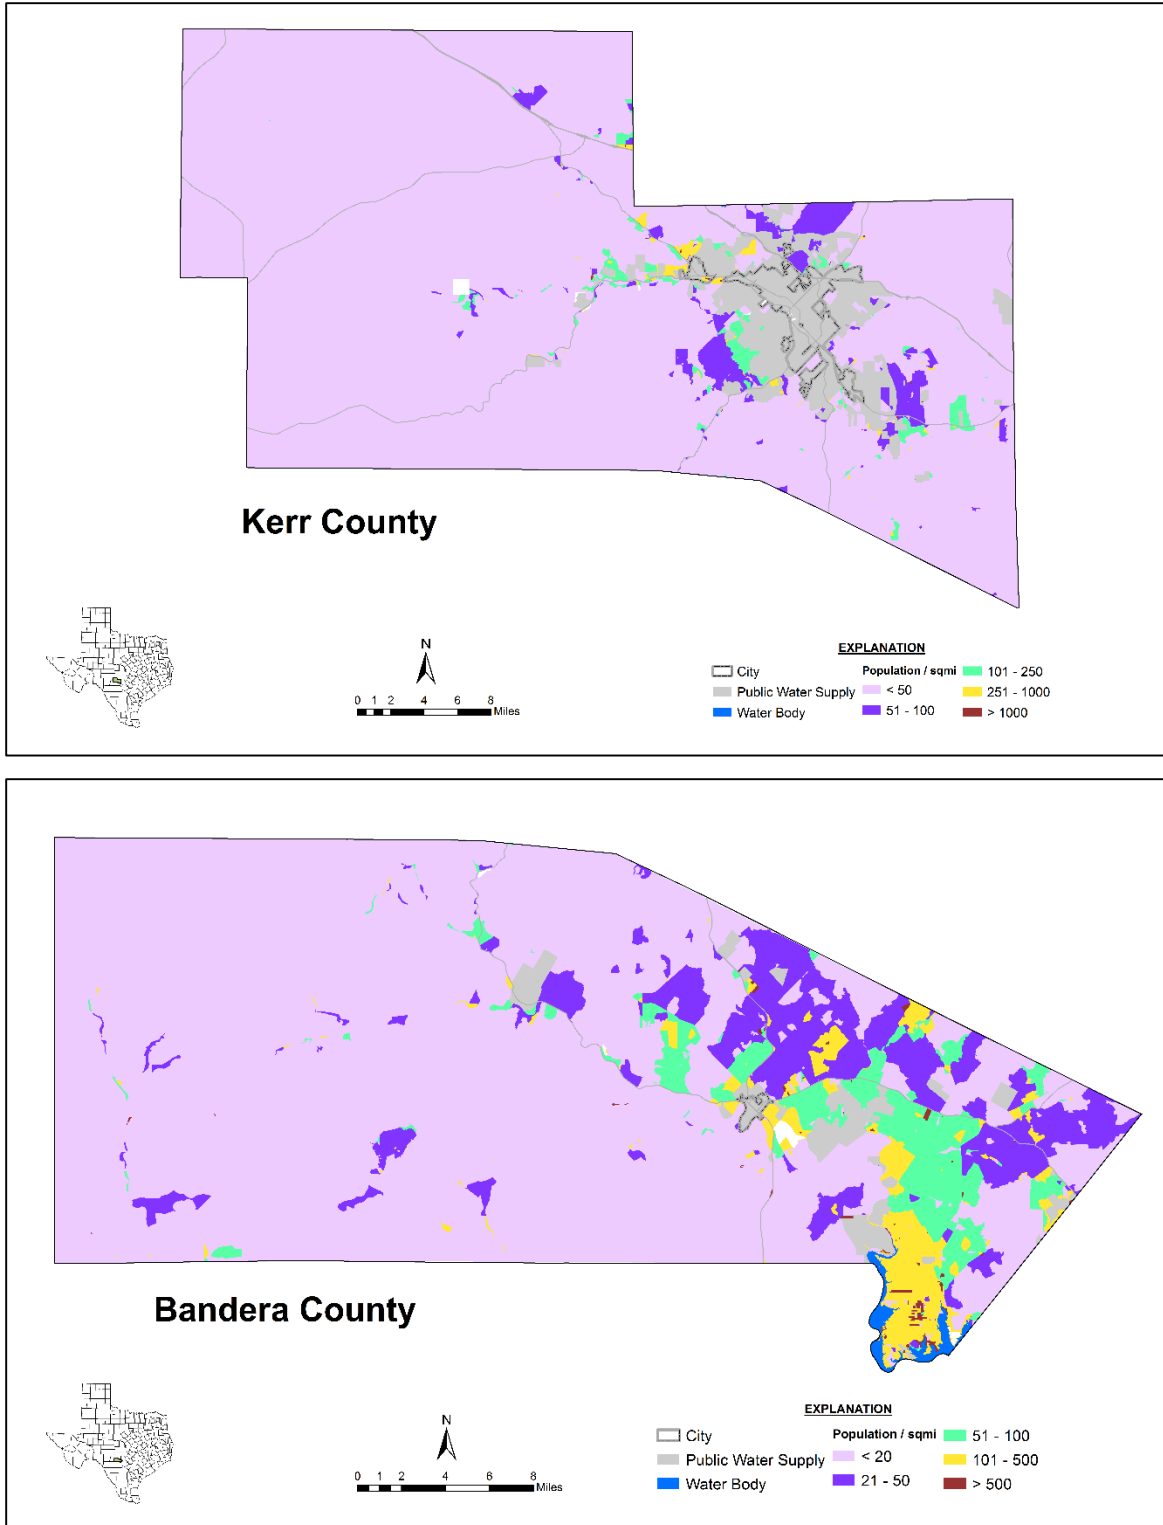 Kerr County
N
0 1 2 4 6 8
Miles
EXPLANATION
City
Public Water Supply
Water Body
Population / sqmi
< 50
51 - 100
101 - 250
251 - 1000
> 1000
Bandera County
N
0 2 4 6 8
Miles
EXPLANATION
City
Public Water Supply
Water Body
Population / sqmi
< 20
21 - 50
51 - 100
101 - 500
> 500